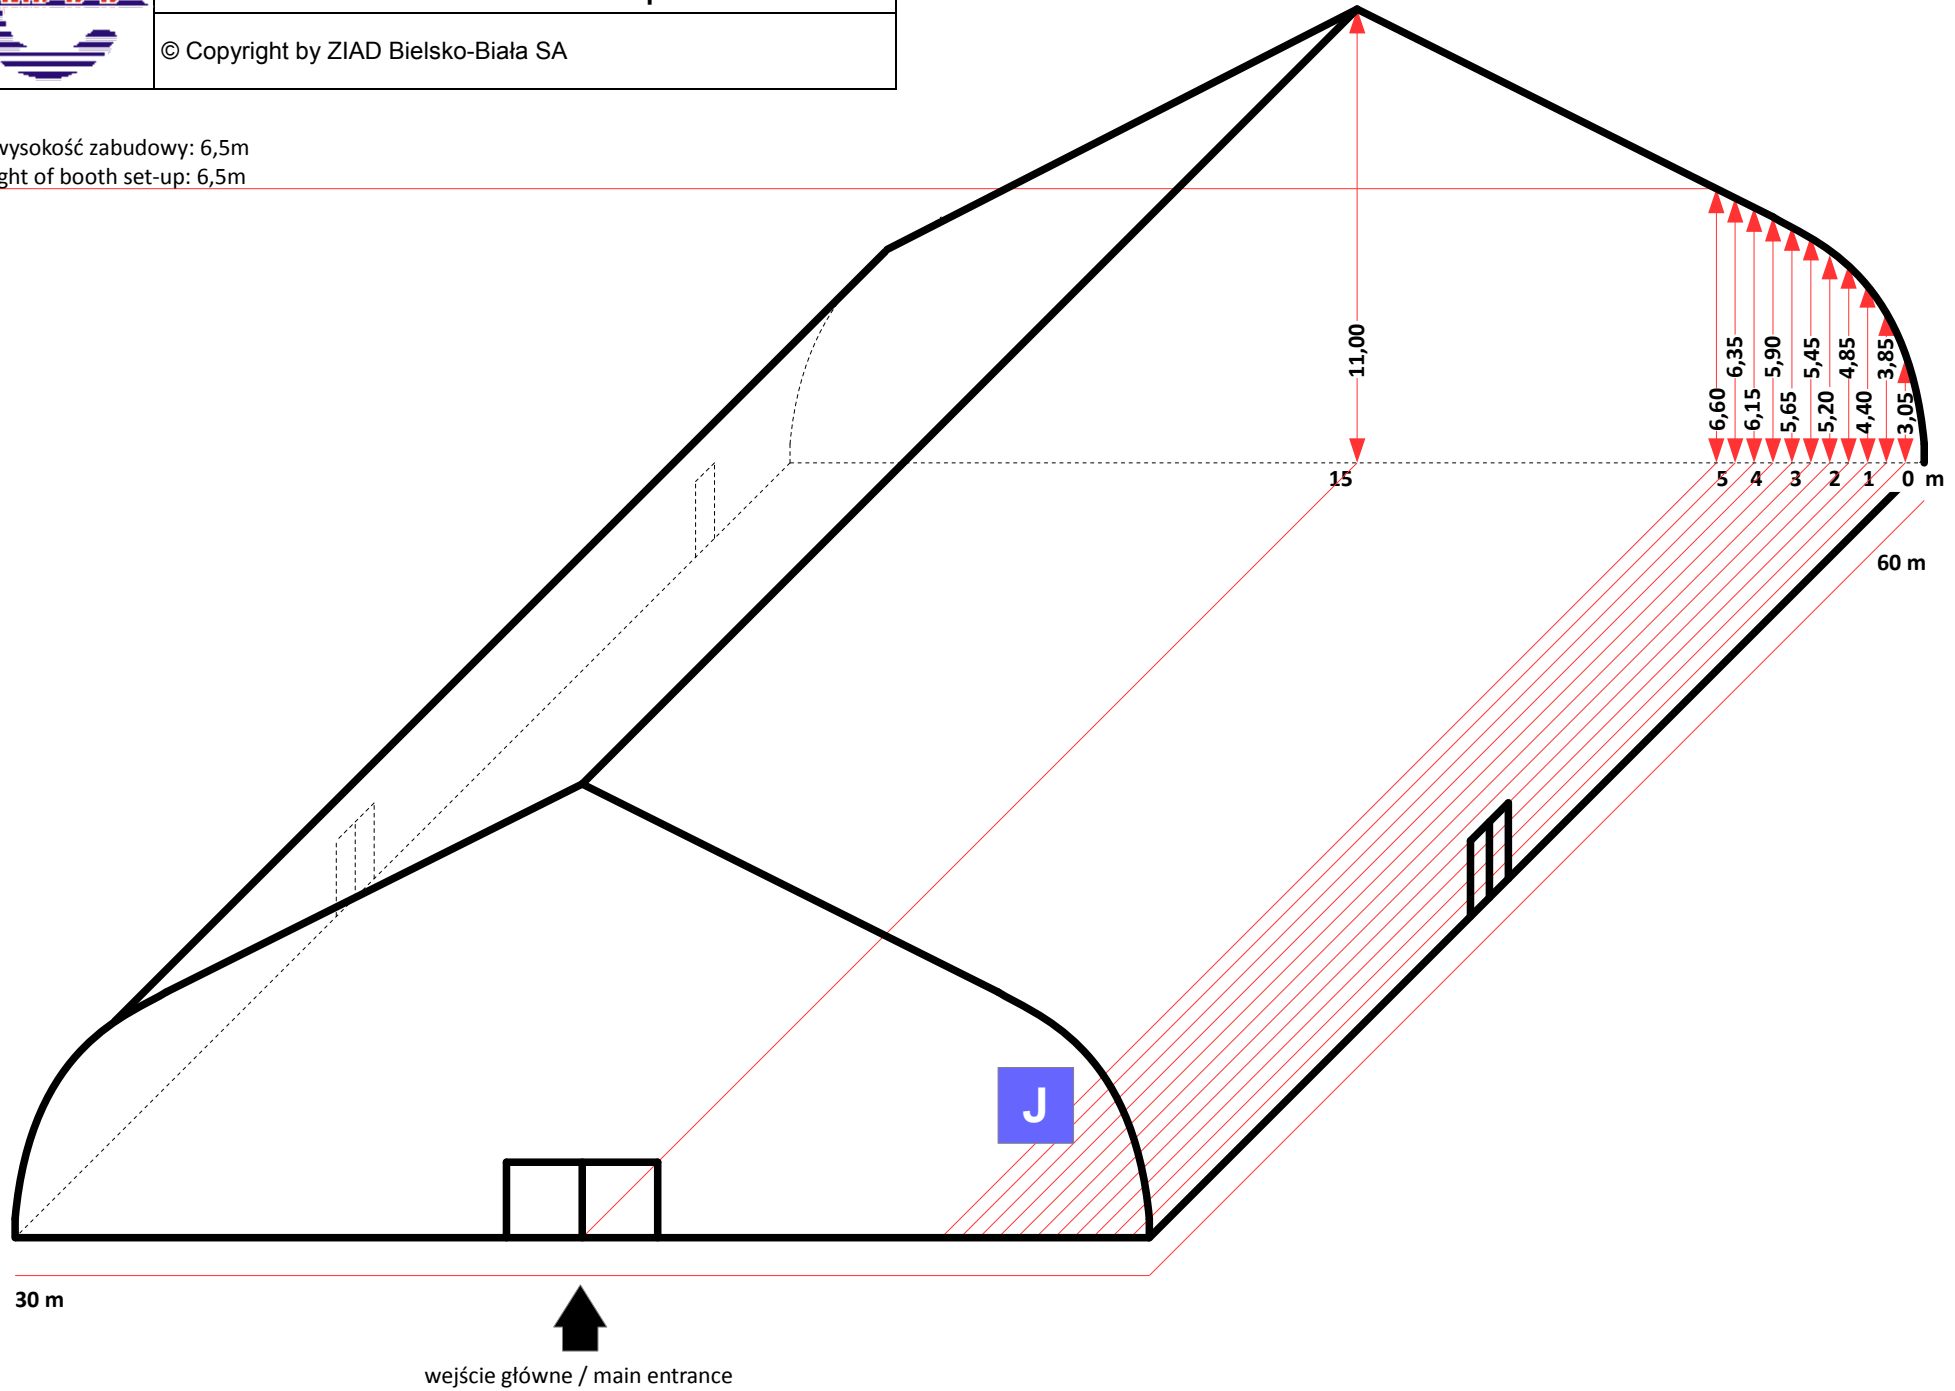 © Copyright by ZIAD Bielsko-Biała SA
wysokość zabudowy: 6,5m
ght of booth set-up: 6,5m
11,00
6,60
6,35
6,15
5,90
5,65
5,45
5,20
4,85
4,40
3,85
3,05
15 5 4 3 2 1 0 m
60 m
J
30 m
wejście główne / main entrance